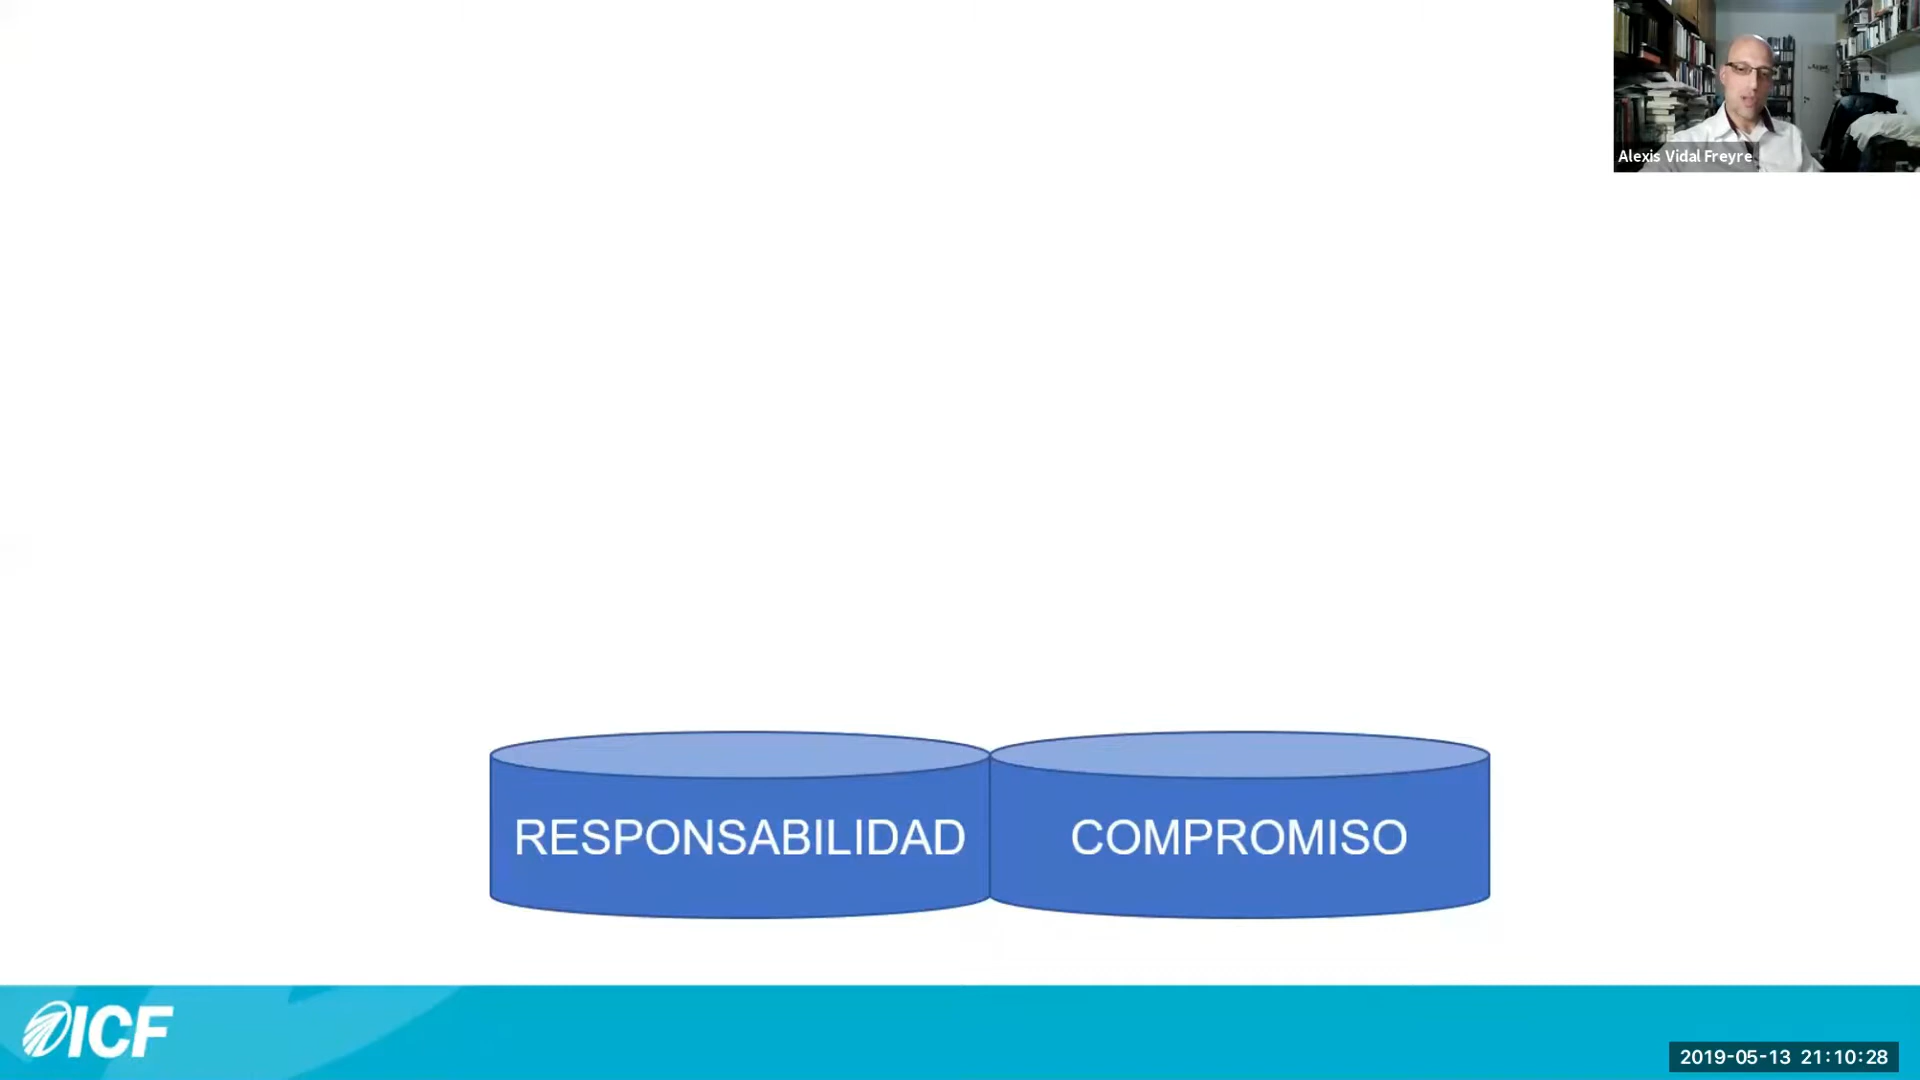 Alexis Vidal Freyre
RESPONSABILIDAD
COMPROMISO
ICF
2019-05-13 21:10:28